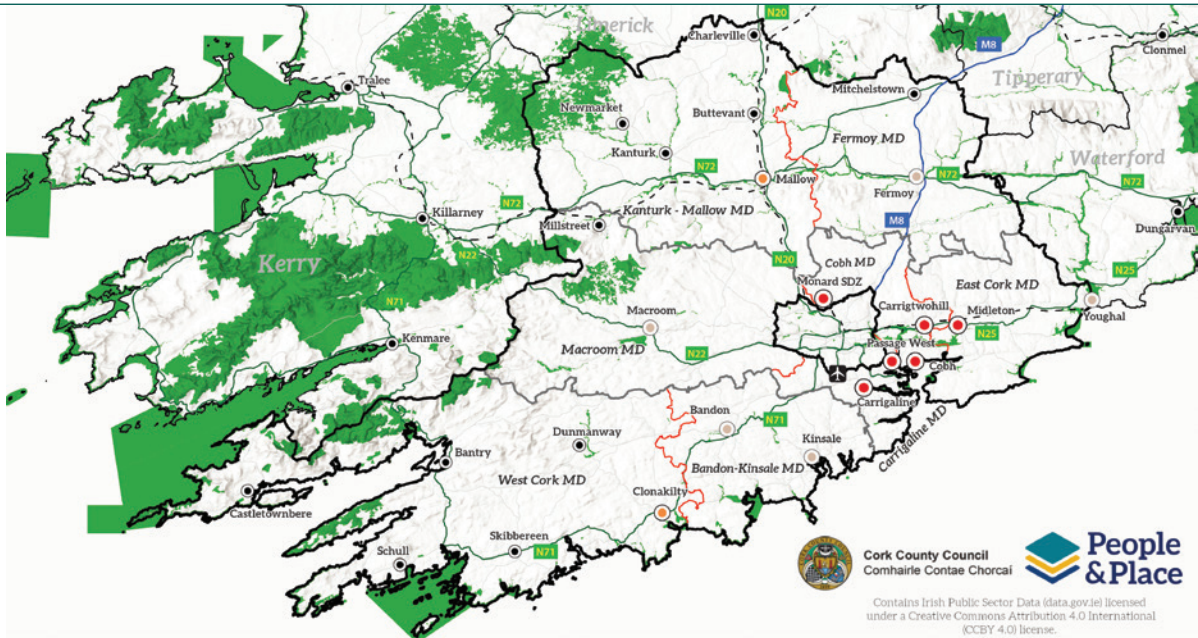 N20
Limerick
Charleville
M8
Clonmel
Tralee
Tipperary
Mitchelstown
Newmarket
Buttevant
Fermoy MD
Kanturk
Waterford
N72
Mallow
Fermoy
N72
N72
Killarney
N72
Millstreet
Kanturk - Mallow MD
M8
Dungarvan
Kerry
N22
N20
Cobh MD
Monard SDZ
East Cork MD
N25
N71
Carrigtwohill
Midleton
Youghal
Macroom
Kenmare
Macroom MD
N22
Passage West
N25
Cobh
Carrigaline
Bandon
N71
Dunmanway
Kinsale
Carrigaline MD
Bantry
West Cork MD
Bandon-Kinsale MD
Castletownbere
Clonakilty
Skibbereen
N71
Schull
Cork County Council
Comhairle Contae Chorcaí
People
&Place
Contains Irish Public Sector Data (data.gov.ie) licensed
under a Creative Commons Attribution 4.0 International
(CCBY 4.0) license.